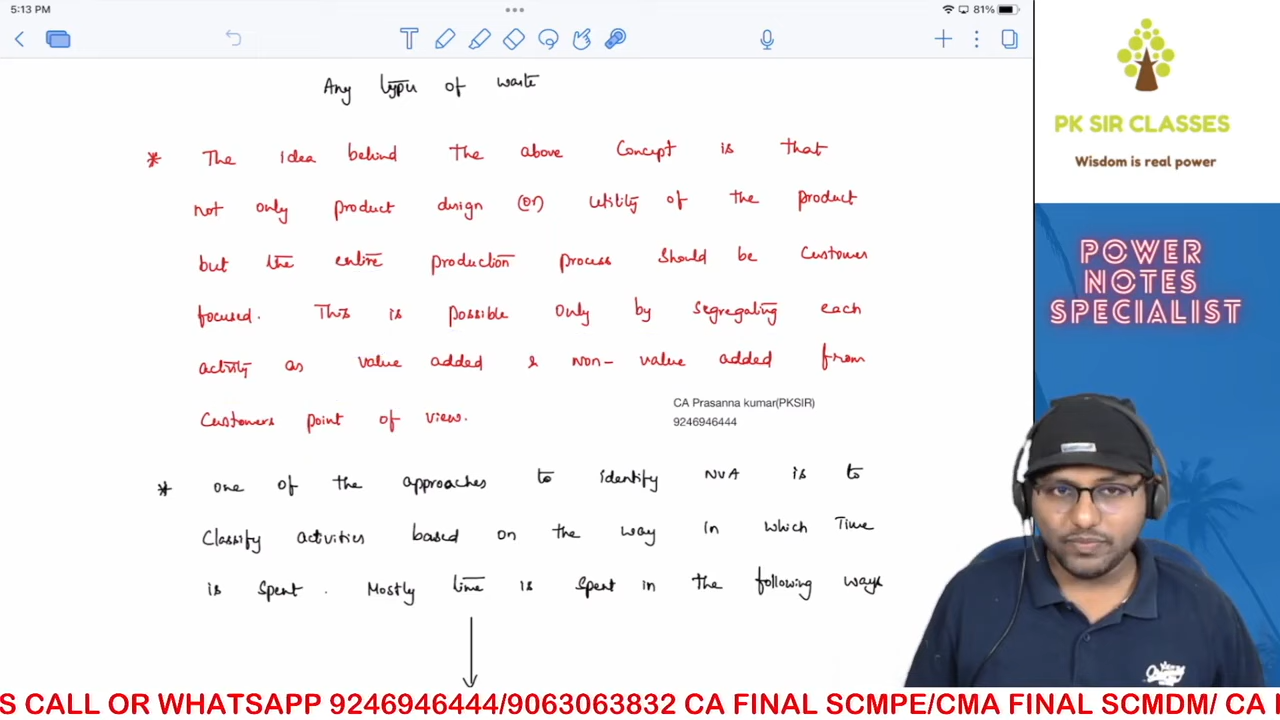 5:13 PM
81%
Any types of waste
* The idea behind the above concept is that
not only product design (or) utility of the product
but the entire production process should be customer
focused. This is possible only by segregating each
activity as value added & non-value added from
customers point of view.
CA Prasanna kumar(PKSIR)
9246946444
* one of the approaches to identify NVA is to
classify activities based on the way in which Time
is spent. Mostly time is spent in the following ways
PK SIR CLASSES
Wisdom is real power
POWER
NOTES
SPECIALIST
S CALL OR WHATSAPP 9246946444/9063063832 CA FINAL SCMPE/CMA FINAL SCMDM/ CA